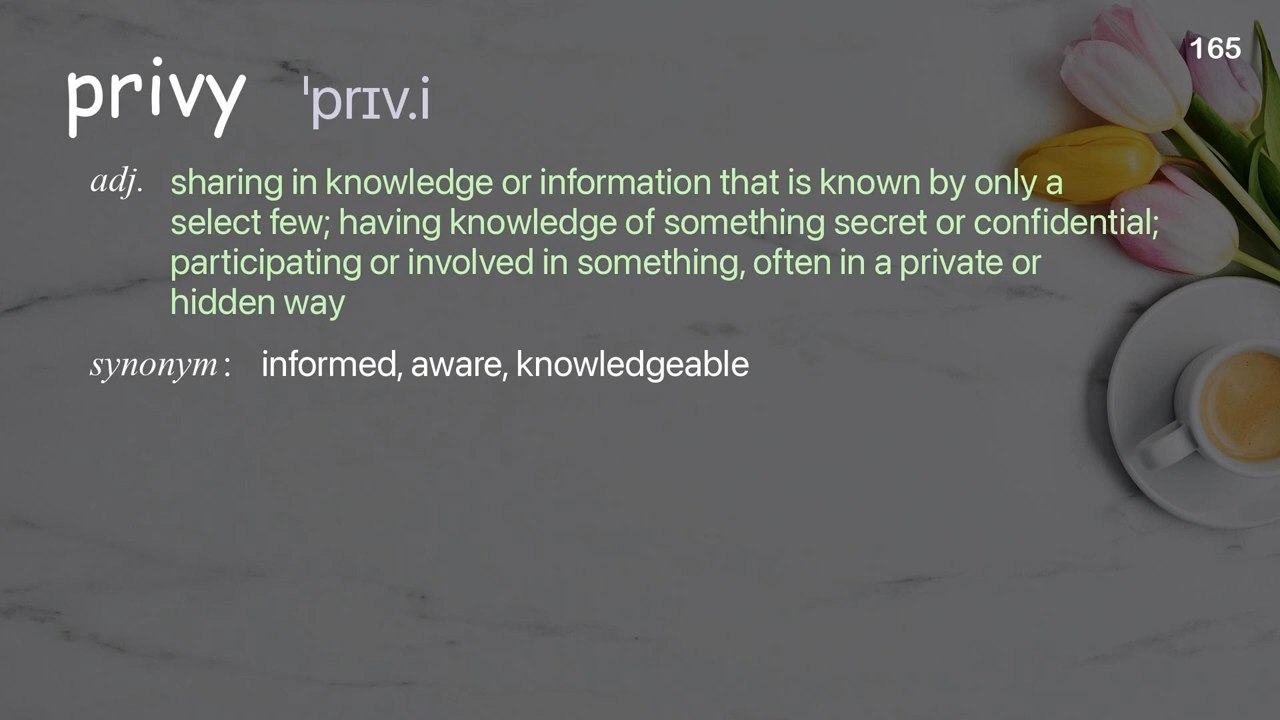 165
privy ˈprɪv.i
adj. sharing in knowledge or information that is known by only a
select few; having knowledge of something secret or confidential;
participating or involved in something, often in a private or
hidden way
synonym: informed, aware, knowledgeable